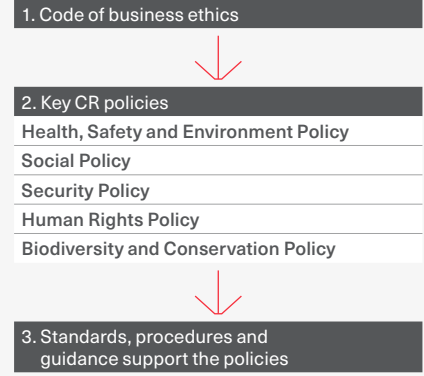 1. Code of business ethics
2. Key CR policies
Health, Safety and Environment Policy
Social Policy
Security Policy
Human Rights Policy
Biodiversity and Conservation Policy
3. Standards, procedures and
guidance support the policies